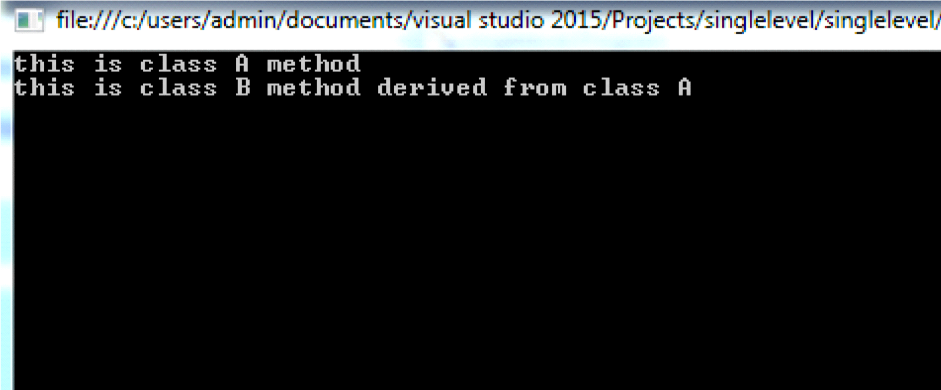 file:///c:/users/admin/documents/visual studio 2015/Projects/singlelevel/singlelevel/
this is class A method
this is class B method derived from class A